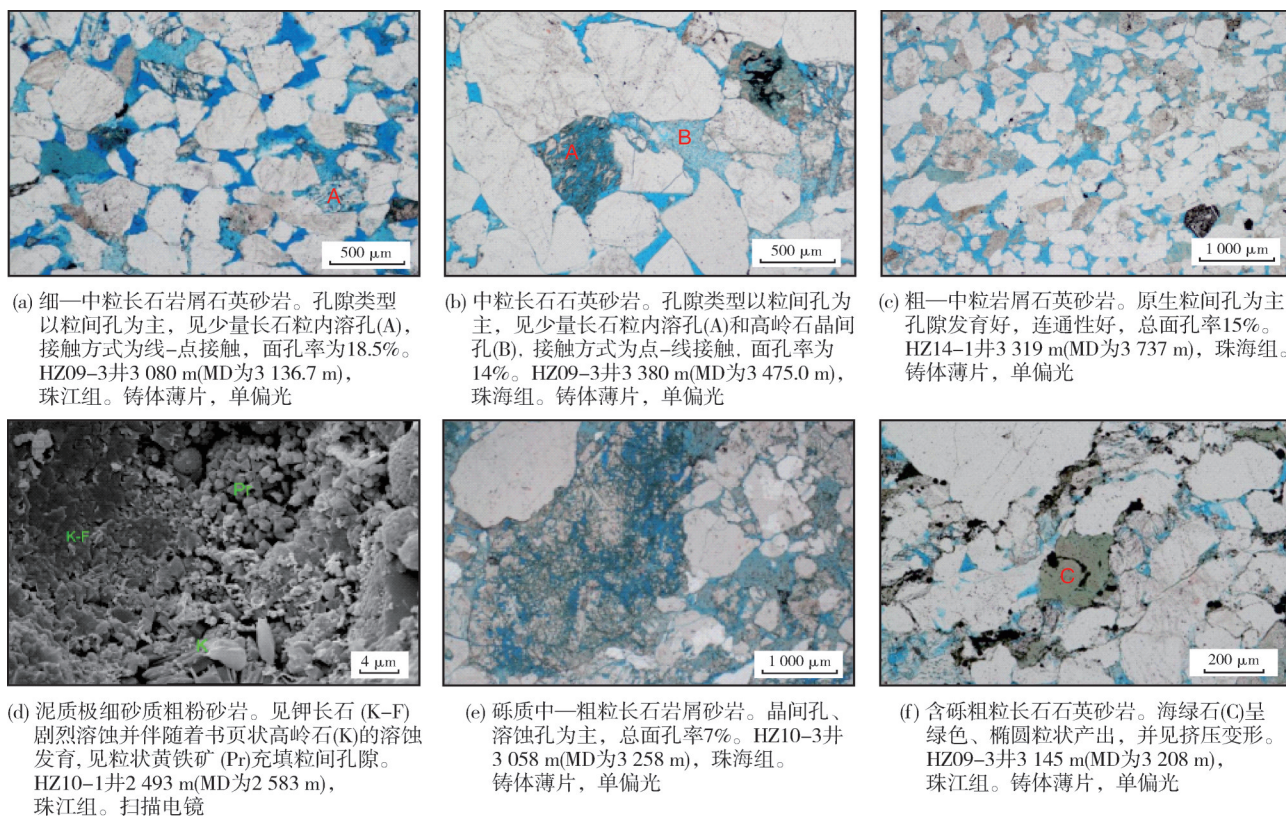 A
500 μm
A
B
500 μm
1 000 μm
(a) 细—中粒长石岩屑石英砂岩。孔隙类型
以粒间孔为主，见少量长石粒内溶孔(A)，
接触方式为线–点接触，面孔率为18.5%。
HZ09-3井3 080 m(MD为3 136.7 m)，
珠江组。铸体薄片，单偏光
(b) 中粒长石石英砂岩。孔隙类型以粒间孔为
主，见少量长石粒内溶孔(A)和高岭石晶间
孔(B)，接触方式为点–线接触，面孔率为
14%。HZ09-3井3 380 m(MD为3 475.0 m)，
珠海组。铸体薄片，单偏光
(c) 粗—中粒岩屑石英砂岩。原生粒间孔为主，
孔隙发育好，连通性好，总面孔率15%。
HZ14-1井3 319 m(MD为3 737 m)，珠海组。
铸体薄片，单偏光
Pr
K-F
K
4 μm
1 000 μm
C
200 μm
(d) 泥质极细砂质粗粉砂岩。见钾长石 (K–F)
剧烈溶蚀并伴随着书页状高岭石(K)的溶蚀
发育，见粒状黄铁矿 (Pr)充填粒间孔隙。
HZ10-1井2 493 m(MD为2 583 m)，
珠江组。扫描电镜
(e) 砾质中—粗粒长石岩屑砂岩。晶间孔、
溶蚀孔为主，总面孔率7%。HZ10-3井
3 058 m(MD为3 258 m)，珠海组。
铸体薄片，单偏光
(f) 含砾粗粒长石石英砂岩。海绿石(C)呈
绿色、椭圆粒状产出，并见挤压变形。
HZ09-3井3 145 m(MD为3 208 m)，
珠江组。铸体薄片，单偏光